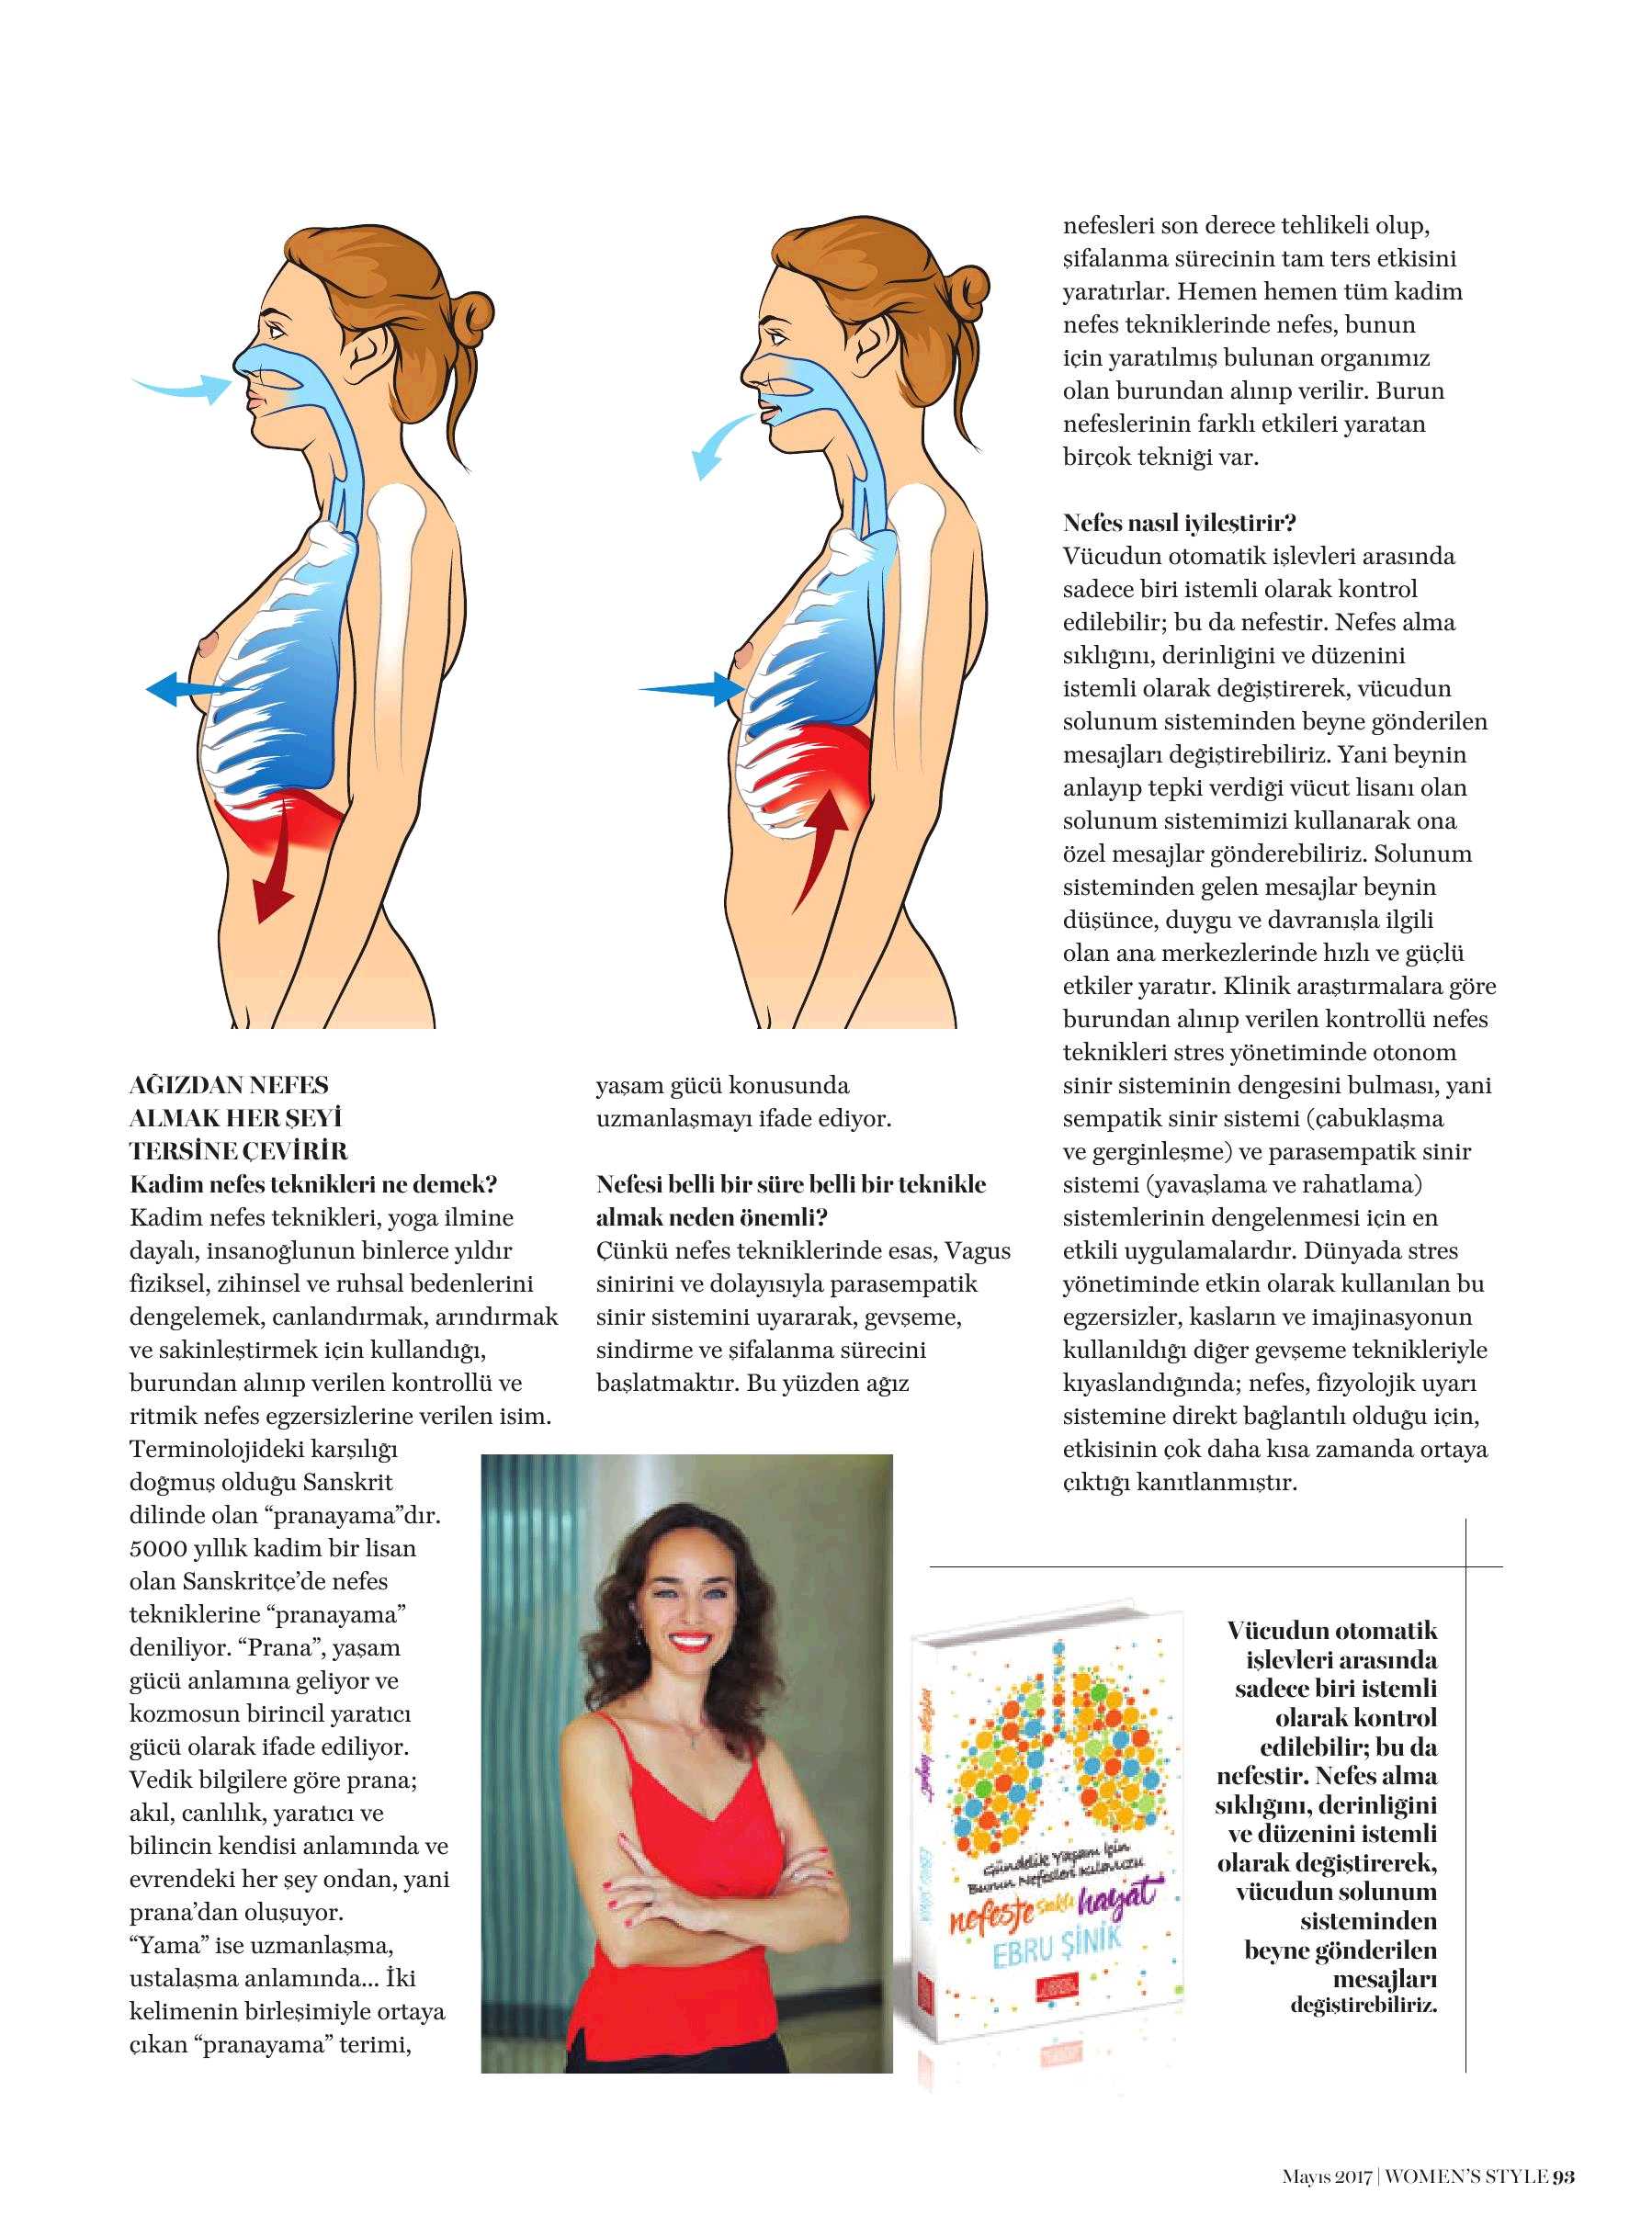 AĞIZDAN NEFES
ALMAK HER ŞEYİ
TERSİNE ÇEVİRİR
Kadim nefes teknikleri ne demek?
Kadim nefes teknikleri, yoga ilmine
dayalı, insanoğlunun binlerce yıldır
fiziksel, zihinsel ve ruhsal bedenlerini
dengelemek, canlandırmak, arındırmak
ve sakinleştirmek için kullandığı,
burundan alınıp verilen kontrollü ve
ritmik nefes egzersizlerine verilen isim.
Terminolojideki karşılığı
doğmuş olduğu Sanskrit
dilinde olan “pranayama”dır.
5000 yıllık kadim bir lisan
olan Sanskritçe’de nefes
tekniklerine “pranayama”
deniliyor. “Prana”, yaşam
gücü anlamına geliyor ve
kozmosun birincil yaratıcı
gücü olarak ifade ediliyor.
Vedik bilgilere göre prana;
akıl, canlılık, yaratıcı ve
bilincin kendisi anlamında ve
evrendeki her şey ondan, yani
prana’dan oluşuyor.
“Yama” ise uzmanlaşma,
ustalaşma anlamında... İki
kelimenin birleşimiyle ortaya
çıkan “pranayama” terimi,
yaşam gücü konusunda
uzmanlaşmayı ifade ediyor.
Nefesi belli bir süre belli bir teknikle
almak neden önemli?
Çünkü nefes tekniklerinde esas, Vagus
sinirini ve dolayısıyla parasempatik
sinir sistemini uyararak, gevşeme,
sindirme ve şifalanma sürecini
başlatmaktır. Bu yüzden ağız
nefesleri son derece tehlikeli olup,
şifalanma sürecinin tam ters etkisini
yaratırlar. Hemen hemen tüm kadim
nefes tekniklerinde nefes, bunun
için yaratılmış bulunan organımız
olan burundan alınıp verilir. Burun
nefeslerinin farklı etkileri yaratan
birçok tekniği var.
Nefes nasıl iyileştirir?
Vücudun otomatik işlevleri arasında
sadece biri istemli olarak kontrol
edilebilir; bu da nefestir. Nefes alma
sıklığını, derinliğini ve düzenini
istemli olarak değiştirerek, vücudun
solunum sisteminden beyne gönderilen
mesajları değiştirebiliriz. Yani beynin
anlayıp tepki verdiği vücut lisanı olan
solunum sistemimizi kullanarak ona
özel mesajlar gönderebiliriz. Solunum
sisteminden gelen mesajlar beynin
düşünce, duygu ve davranışla ilgili
olan ana merkezlerinde hızlı ve güçlü
etkiler yaratır. Klinik araştırmalara göre
burundan alınıp verilen kontrollü nefes
teknikleri stres yönetiminde otonom
sinir sisteminin dengesini bulması, yani
sempatik sinir sistemi (çabuklaşma
ve gerginleşme) ve parasempatik sinir
sistemi (yavaşlama ve rahatlama)
sistemlerinin dengelenmesi için en
etkili uygulamalardır. Dünyada stres
yönetiminde etkin olarak kullanılan bu
egzersizler, kasların ve imajinasyonun
kullanıldığı diğer gevşeme teknikleriyle
kıyaslandığında; nefes, fizyolojik uyarı
sistemine direkt bağlantılı olduğu için,
etkisinin çok daha kısa zamanda ortaya
çıktığı kanıtlanmıştır.
Günlük Yaşam İçin
Burun Nefesleri Kılavuzu
nefeste saklı hayat
EBRU ŞİNİK
Vücudun otomatik
işlevleri arasında
sadece biri istemli
olarak kontrol
edilebilir; bu da
nefestir. Nefes alma
sıklığını, derinliğini
ve düzenini istemli
olarak değiştirerek,
vücudun solunum
sisteminden
beyne gönderilen
mesajları
değiştirebiliriz.
Mayıs 2017 | WOMEN’S STYLE 93